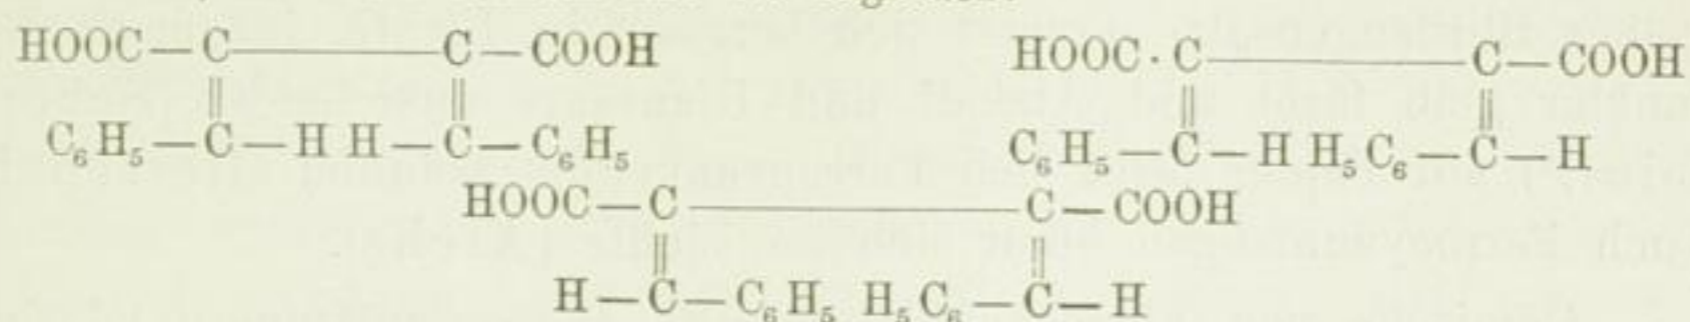 HOOC—C———C—COOH HOOC·C———C—COOH
|| || || ||
C₆H₅—C—H H—C—C₆H₅ C₆H₅—C—H H₅C₆—C—H
HOOC—C———C—COOH
|| ||
H—C—C₆H₅ H₅C₆—C—H